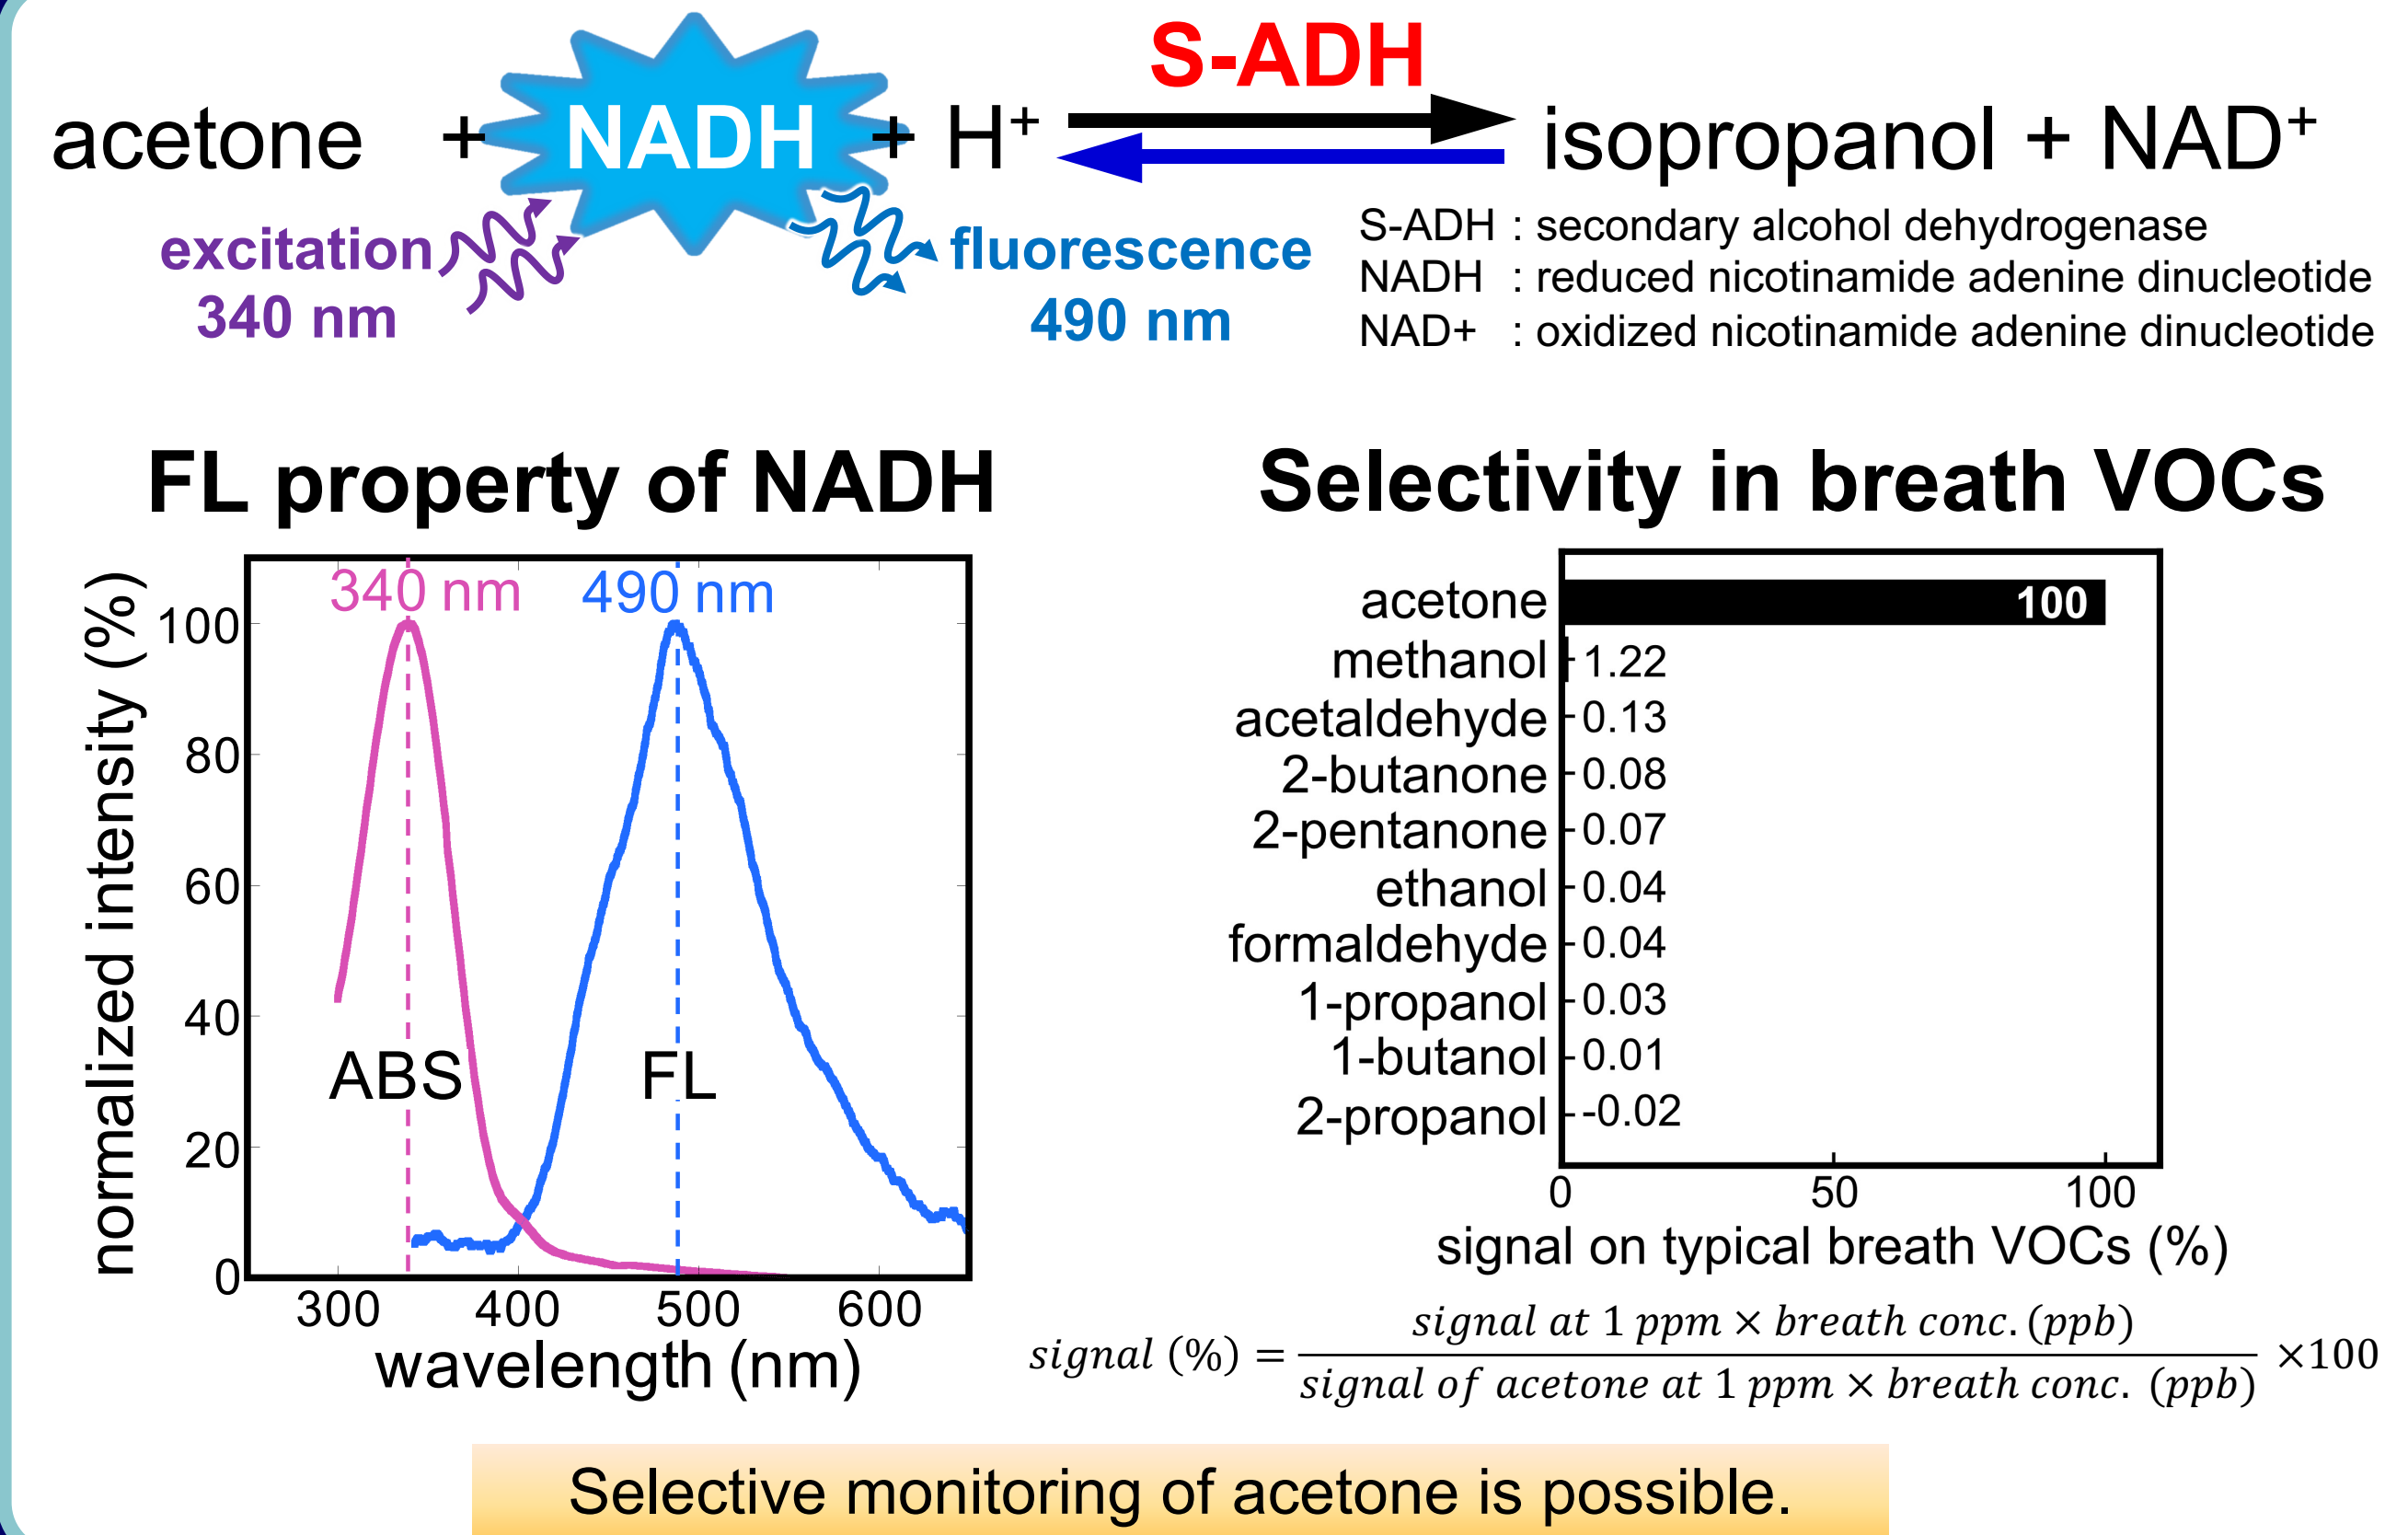 S-ADH
acetone + NADH + H⁺ isopropanol + NAD⁺
excitation
340 nm
fluorescence
490 nm
S-ADH : secondary alcohol dehydrogenase
NADH : reduced nicotinamide adenine dinucleotide
NAD+ : oxidized nicotinamide adenine dinucleotide
FL property of NADH
340 nm 490 nm
normalized intensity (%)
100
80
60
40
20
0
ABS FL
300 400 500 600
wavelength (nm)
Selectivity in breath VOCs
acetone 100
methanol 1.22
acetaldehyde 0.13
2-butanone 0.08
2-pentanone 0.07
ethanol 0.04
formaldehyde 0.04
1-propanol 0.03
1-butanol 0.01
2-propanol -0.02
0 50 100
signal on typical breath VOCs (%)
signal at 1 ppm × breath conc. (ppb)
signal (%) = ×100
signal of acetone at 1 ppm × breath conc. (ppb)
Selective monitoring of acetone is possible.